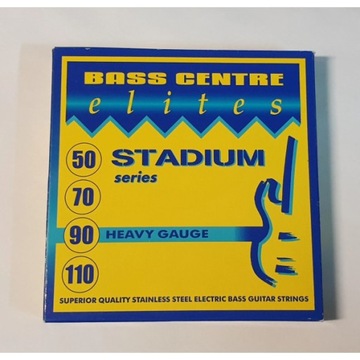 BASS CENTRE
elites
50 STADIUM
series
70
90 HEAVY GAUGE
110
SUPERIOR QUALITY STAINLESS STEEL ELECTRIC BASS GUITAR STRINGS